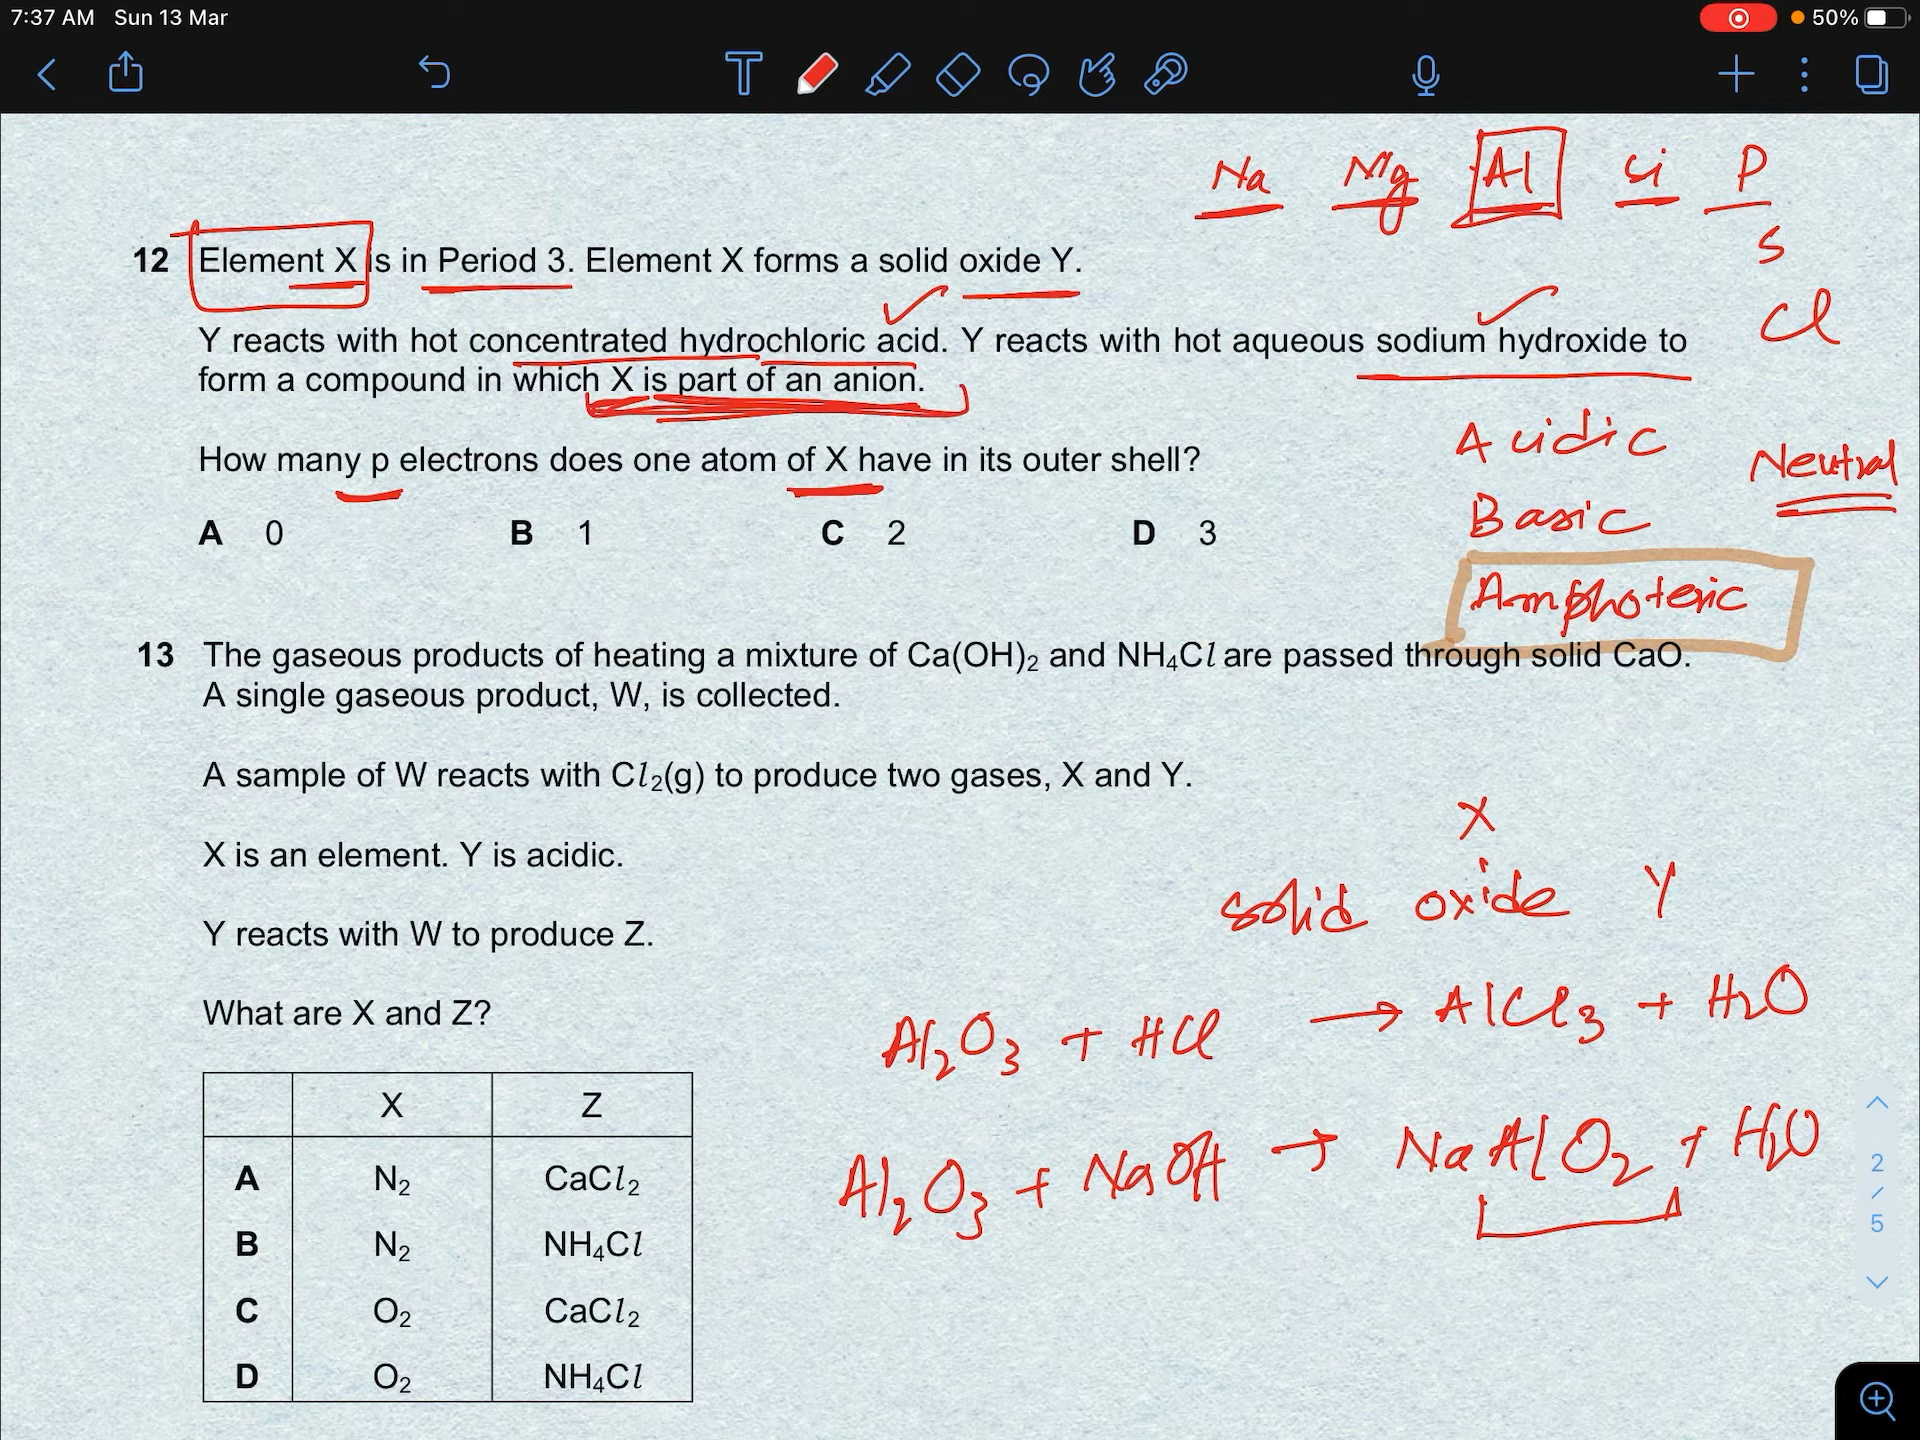 7:37 AM Sun 13 Mar
50%
T
Na Mg Al Si P
S
Cl
12 Element X is in Period 3. Element X forms a solid oxide Y.
Y reacts with hot concentrated hydrochloric acid. Y reacts with hot aqueous sodium hydroxide to
form a compound in which X is part of an anion.
How many p electrons does one atom of X have in its outer shell?
A 0 B 1 C 2 D 3
Acidic
Neutral
Basic
Amphoteric
13 The gaseous products of heating a mixture of Ca(OH)₂ and NH₄Cl are passed through solid CaO.
A single gaseous product, W, is collected.
A sample of W reacts with Cl₂(g) to produce two gases, X and Y.
X is an element. Y is acidic.
Y reacts with W to produce Z.
What are X and Z?
X
solid oxide Y
Al₂O₃ + HCl → AlCl₃ + H₂O
Al₂O₃ + NaOH → NaAlO₂ + H₂O
X Z
A N₂ CaCl₂
B N₂ NH₄Cl
C O₂ CaCl₂
D O₂ NH₄Cl
2
/
5